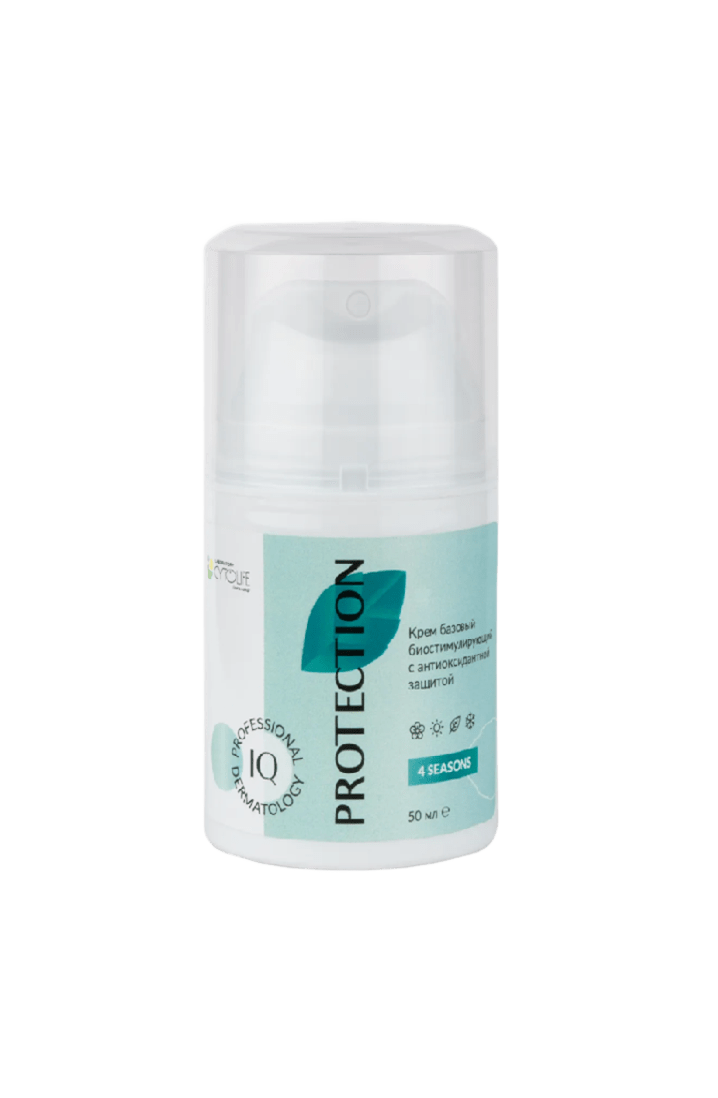 CYTOLIFE
PROTECTION
Крем базовый
биостимулирующий
с антиоксидантной
защитой
4 SEASONS
50 мл ℮
PROFESSIONAL
IQ
DERMATOLOGY